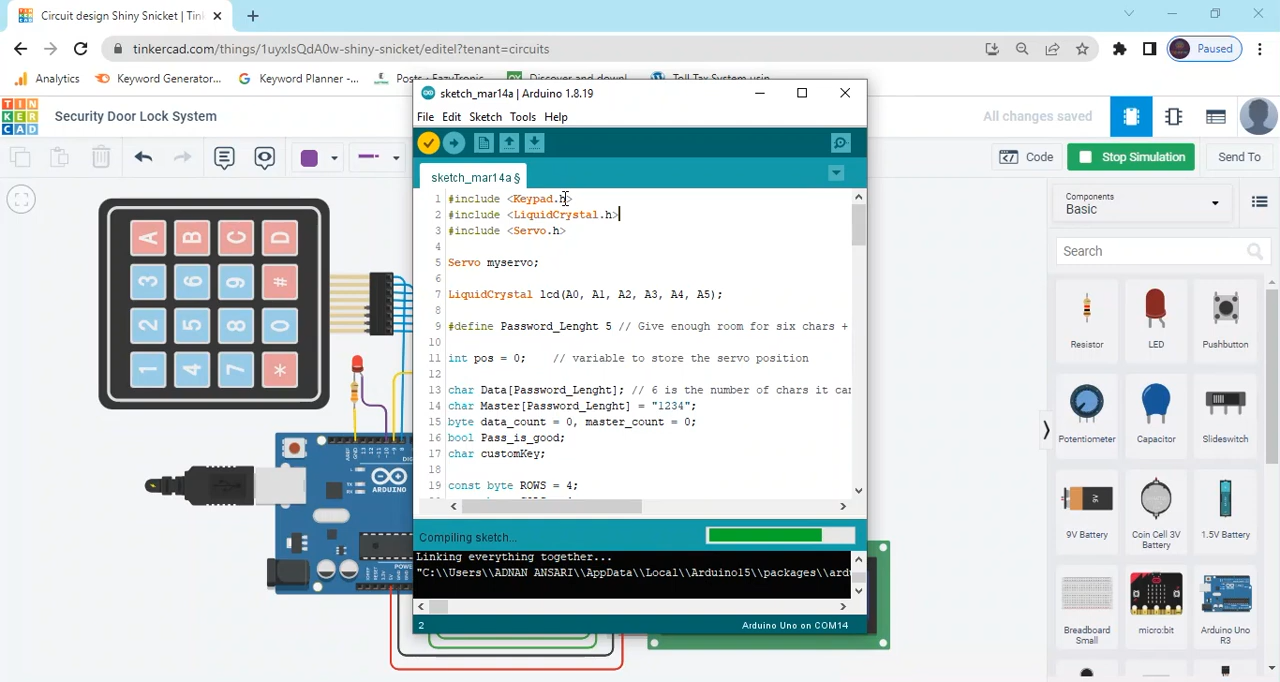 Circuit design Shiny Snicket | Tin
tinkercad.com/things/1uyxlsQdA0w-shiny-snicket/editel?tenant=circuits
Paused
Analytics
Keyword Generator...
Keyword Planner -...
TIN
KER
CAD
Security Door Lock System
All changes saved
Code
Stop Simulation
Send To
sketch_mar14a | Arduino 1.8.19
File Edit Sketch Tools Help
sketch_mar14a §
1 #include <Keypad.h>
2 #include <LiquidCrystal.h>
3 #include <Servo.h>
4
5 Servo myservo;
6
7 LiquidCrystal lcd(A0, A1, A2, A3, A4, A5);
8
9 #define Password_Lenght 5 // Give enough room for six chars +
10
11 int pos = 0; // variable to store the servo position
12
13 char Data[Password_Lenght]; // 6 is the number of chars it can
14 char Master[Password_Lenght] = "1234";
15 byte data_count = 0, master_count = 0;
16 bool Pass_is_good;
17 char customKey;
18
19 const byte ROWS = 4;
Compiling sketch...
Linking everything together...
"C:\\Users\\ADNAN ANSARI\\AppData\\Local\\Arduino15\\packages\\ardu
2
Arduino Uno on COM14
A B C D
3 6 9 #
2 5 8 0
1 4 7 *
ARDUINO
Components
Basic
Search
Resistor
LED
Pushbutton
Potentiometer
Capacitor
Slideswitch
9V Battery
Coin Cell 3V
Battery
1.5V Battery
Breadboard
Small
micro:bit
Arduino Uno
R3